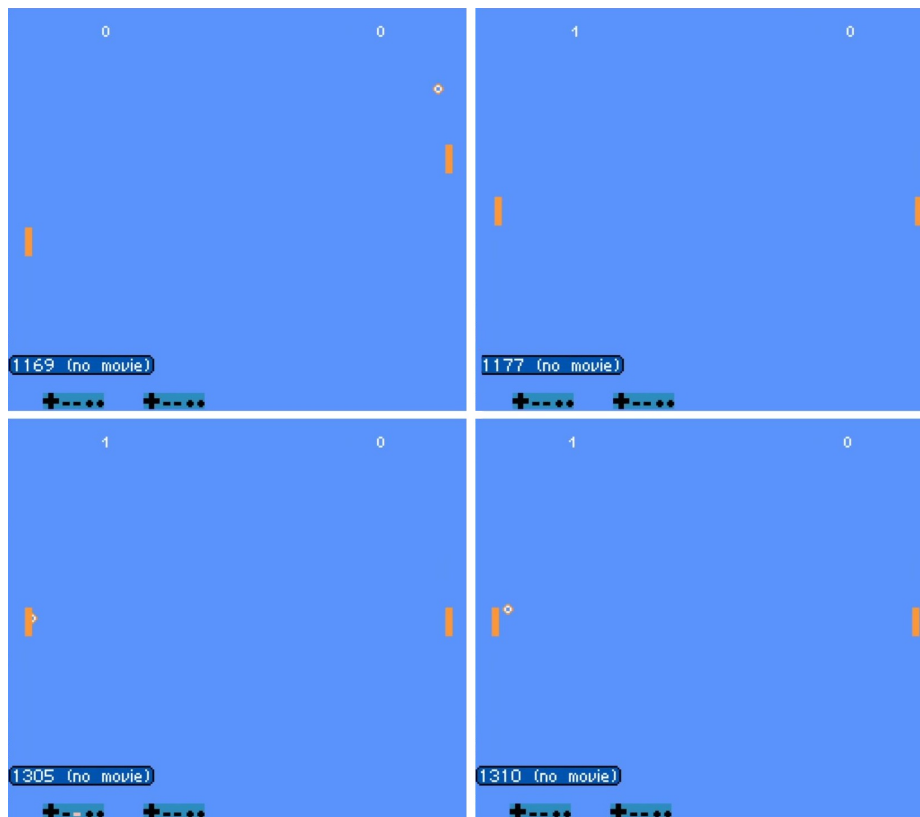 0 0
1 0
1169 (no movie)
1177 (no movie)
1 0
1 0
1305 (no movie)
1310 (no movie)